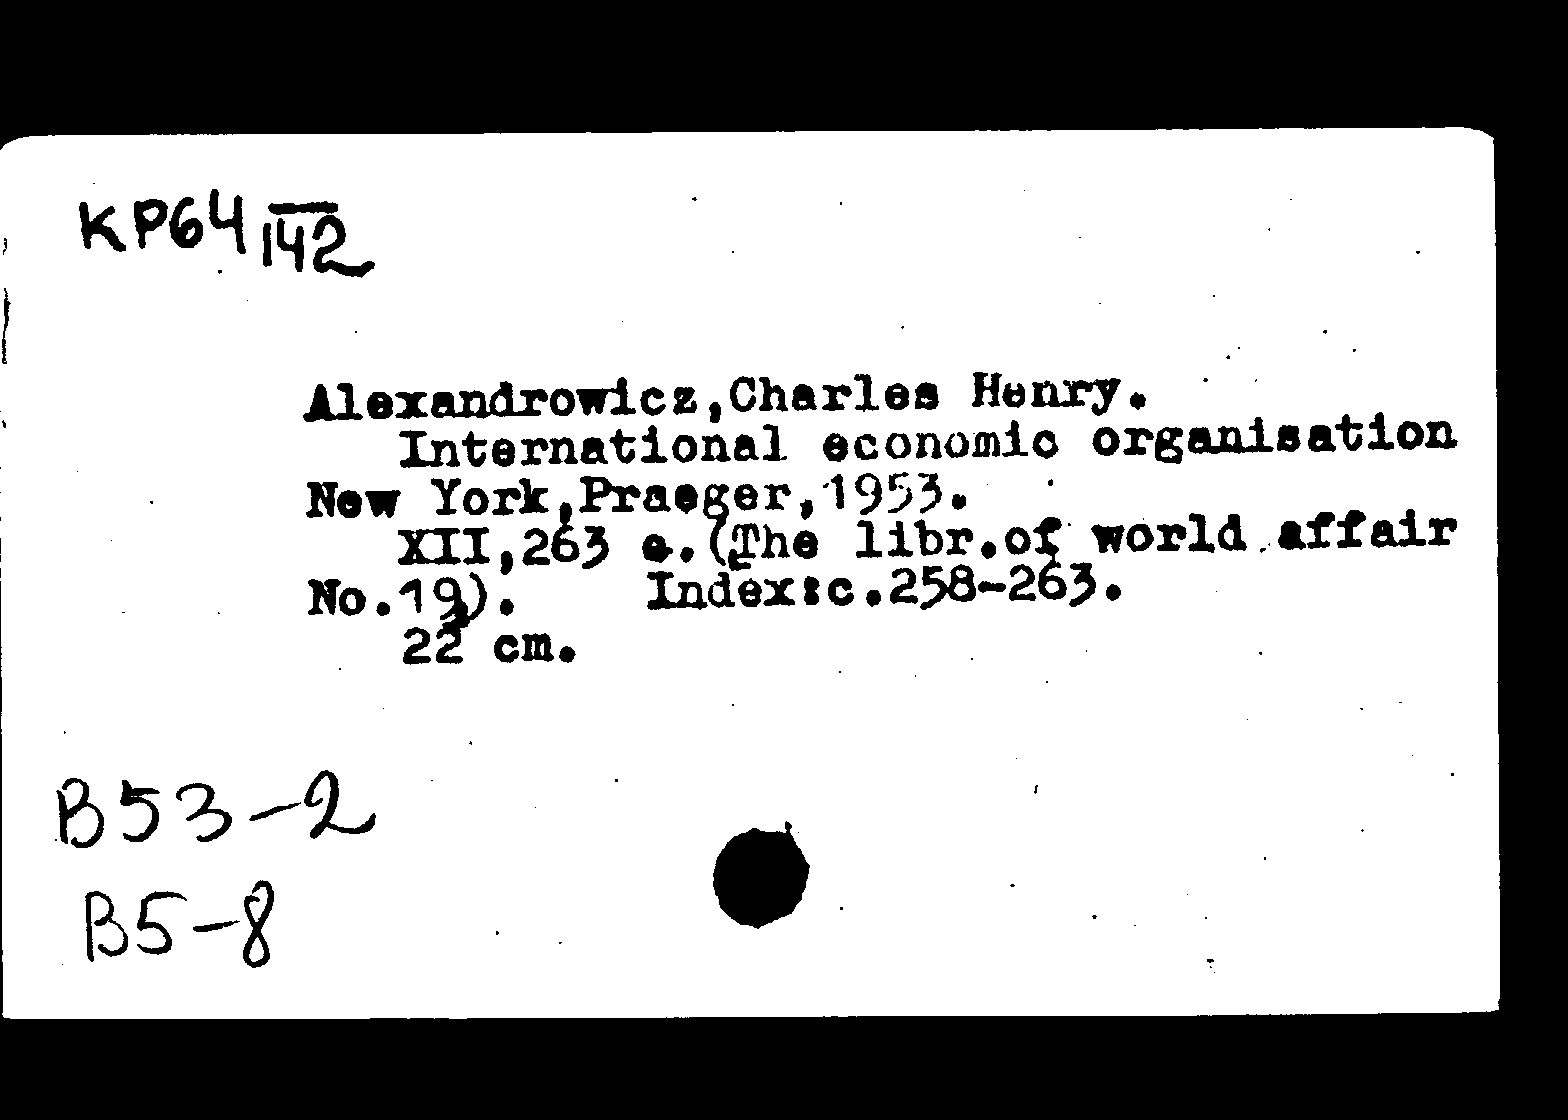 KP64 142
Alexandrowicz,Charles Henry.
International economic organisation
New York,Praeger,1953.
XII,263 c.(The libr.of world affair
No.19). Index:c.258-263.
22 cm.
B53-2
B5-8